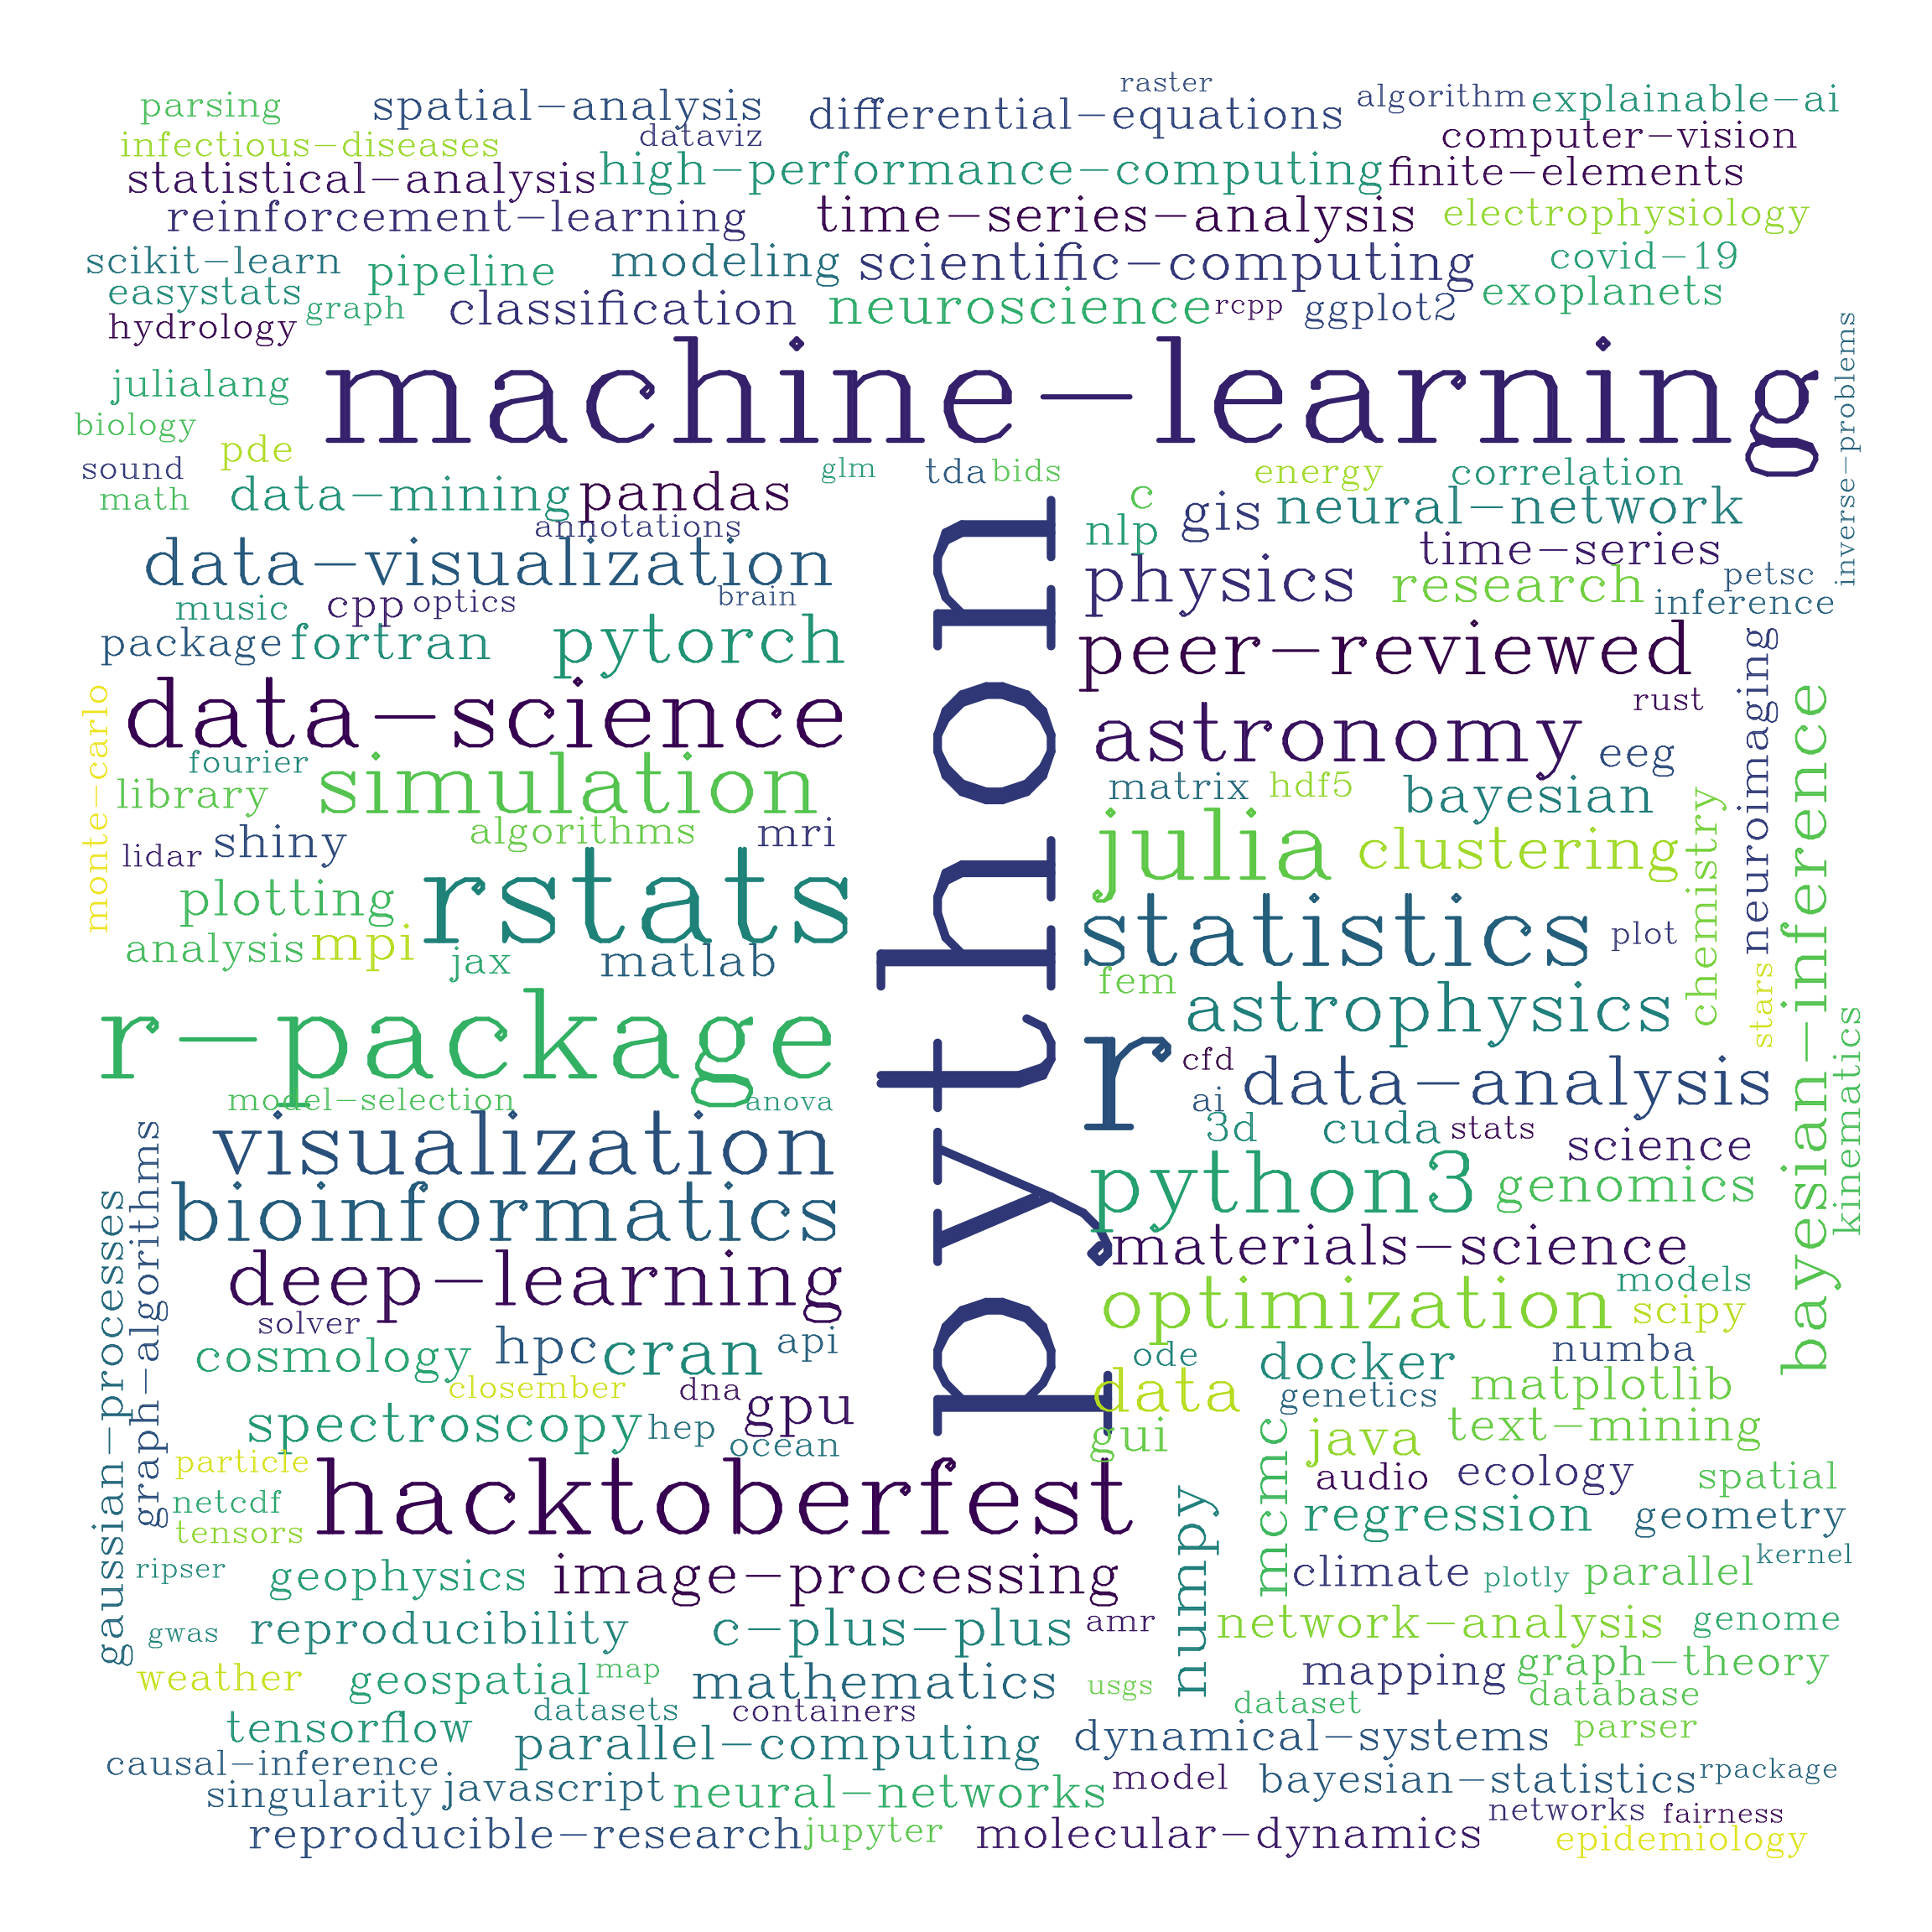 raster
parsing
spatial-analysis
differential-equations
algorithm
explainable-ai
infectious-diseases
dataviz
computer-vision
statistical-analysis
high-performance-computing
finite-elements
reinforcement-learning
time-series-analysis
electrophysiology
scikit-learn
pipeline
modeling
scientific-computing
covid-19
easystats
graph
classification
neuroscience
rcpp
ggplot2
exoplanets
hydrology
machine-learning
inverse-problems
julialang
biology
pde
sound
glm
tda
bids
energy
correlation
math
data-mining
pandas
c
gis
neural-network
annotations
nlp
time-series
data-visualization
physics
research
petsc
music
cpp
optics
brain
inference
package
fortran
pytorch
python
peer-reviewed
neuroimaging
data-science
rust
astronomy
monte-carlo
fourier
eeg
bayesian-inference
library
simulation
matrix
hdf5
bayesian
algorithms
mri
julia
clustering
chemistry
lidar
shiny
plotting
rstats
statistics
plot
analysis
mpi
jax
matlab
fem
astrophysics
stars
r-package
r
cfd
data-analysis
kinematics
model-selection
anova
ai
visualization
3d
cuda
stats
science
graph-algorithms
gaussian-processes
bioinformatics
python3
genomics
deep-learning
materials-science
models
solver
optimization
scipy
cosmology
hpc
cran
api
ode
docker
numba
closember
dna
gpu
data
genetics
matplotlib
spectroscopy
hep
ocean
gui
mcmc
java
text-mining
particle
hacktoberfest
audio
ecology
spatial
netcdf
tensors
numpy
regression
geometry
ripser
geophysics
image-processing
climate
plotly
parallel
kernel
gwas
reproducibility
c-plus-plus
amr
network-analysis
genome
weather
geospatial
map
mathematics
usgs
mapping
graph-theory
datasets
containers
dataset
database
tensorflow
parallel-computing
dynamical-systems
parser
causal-inference
singularity
javascript
neural-networks
model
bayesian-statistics
rpackage
networks
fairness
reproducible-research
jupyter
molecular-dynamics
epidemiology